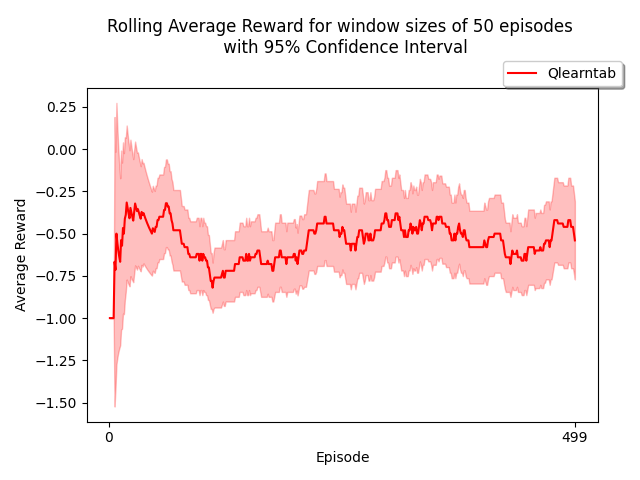 Rolling Average Reward for window sizes of 50 episodes
with 95% Confidence Interval
Qlearntab
0.25
0.00
−0.25
−0.50
−0.75
−1.00
−1.25
−1.50
Average Reward
0
499
Episode